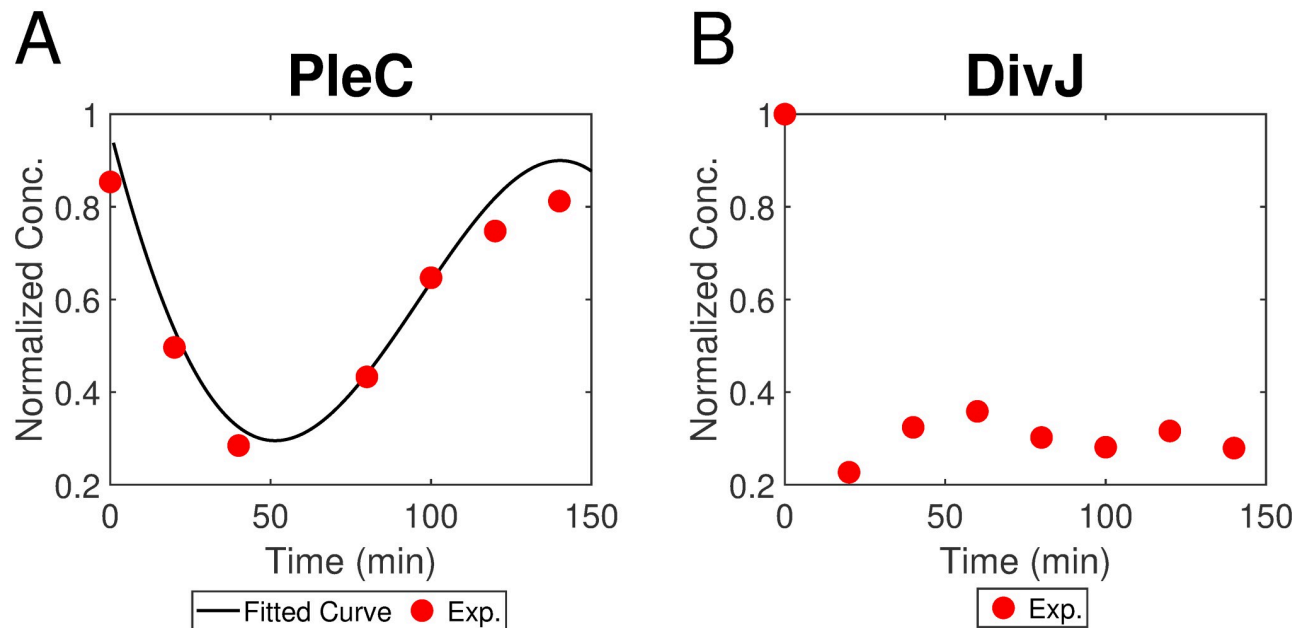 A
PleC
Normalized Conc.
1
0.8
0.6
0.4
0.2
0 50 100 150
Time (min)
Fitted Curve Exp.
B
DivJ
Normalized Conc.
1
0.8
0.6
0.4
0.2
0 50 100 150
Time (min)
Exp.